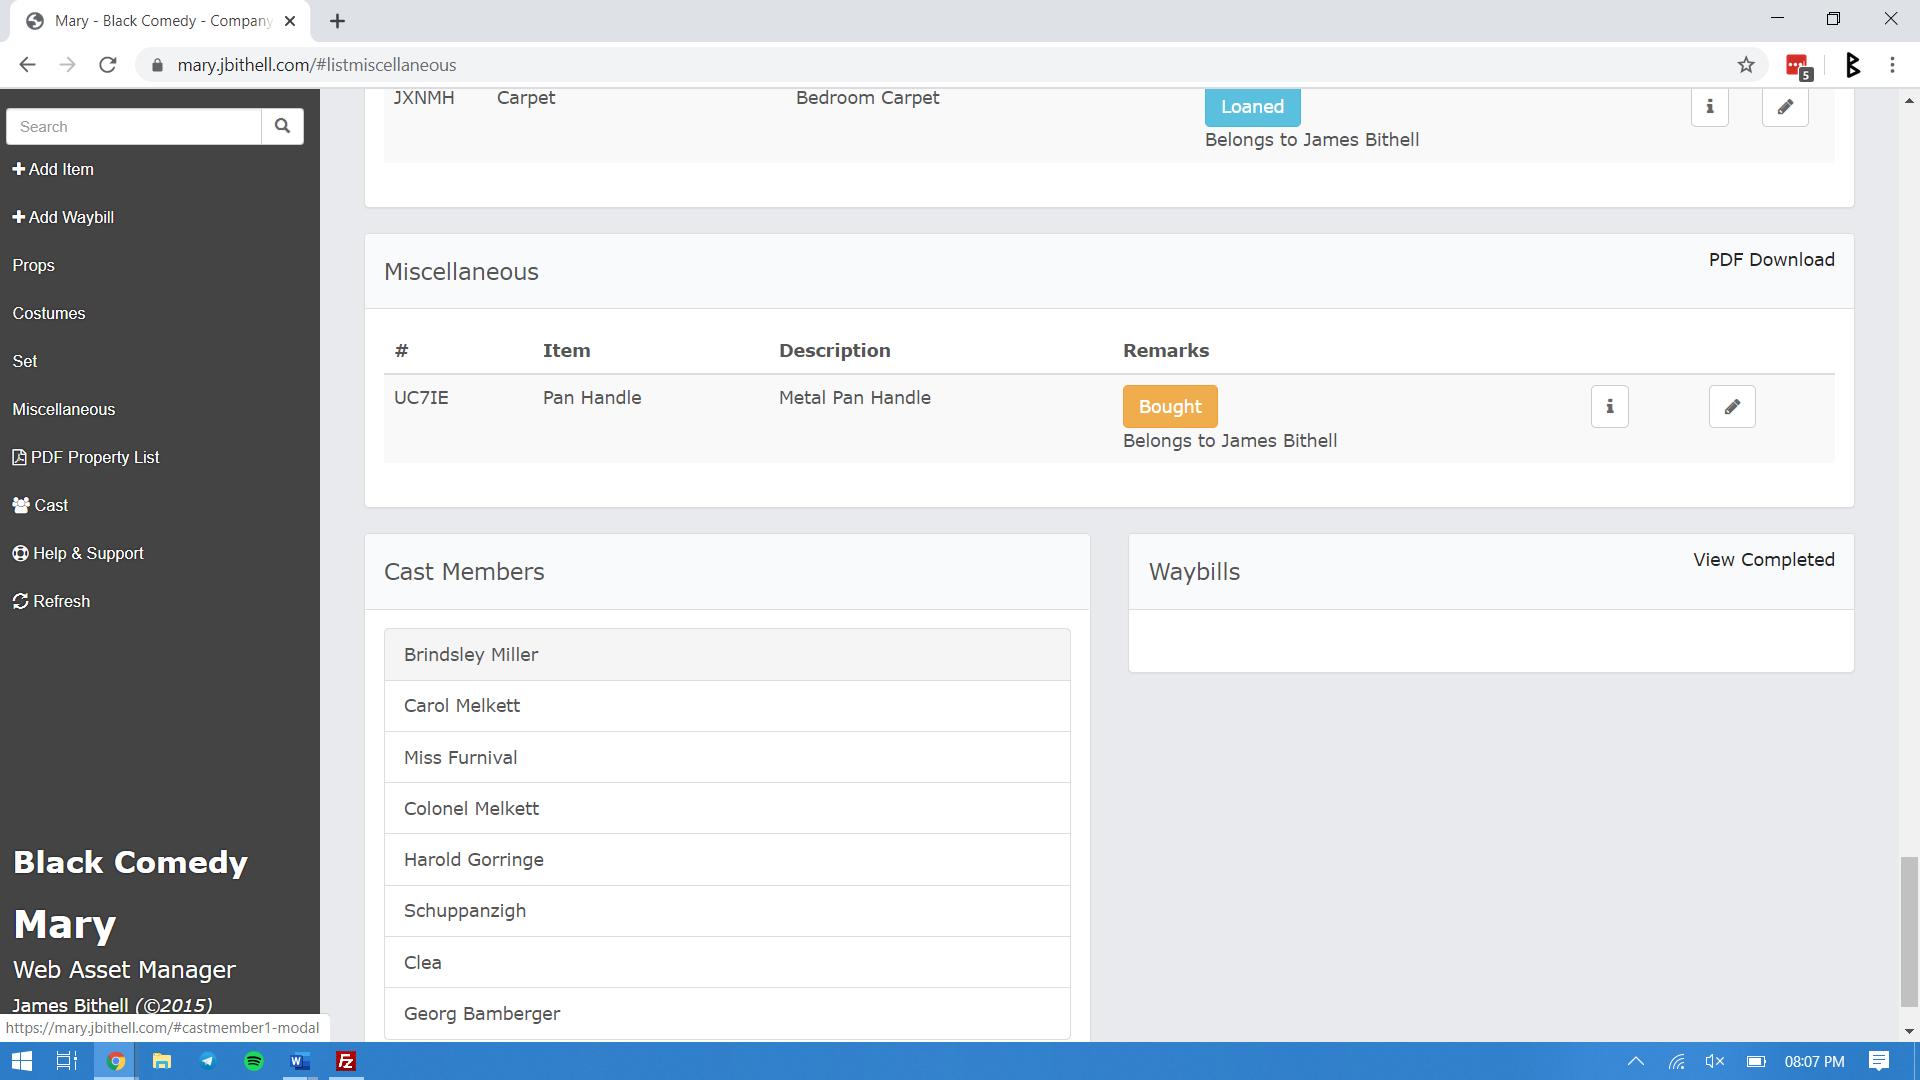 Mary - Black Comedy - Company
mary.jbithell.com/#listmiscellaneous
5
Search
Add Item
Add Waybill
Props
Costumes
Set
Miscellaneous
PDF Property List
Cast
Help & Support
Refresh
Black Comedy
Mary
Web Asset Manager
James Bithell (©2015)
https://mary.jbithell.com/#castmember1-modal
JXNMH Carpet Bedroom Carpet Loaned
Belongs to James Bithell
Miscellaneous PDF Download
# Item Description Remarks
UC7IE Pan Handle Metal Pan Handle Bought
Belongs to James Bithell
Cast Members
Brindsley Miller
Carol Melkett
Miss Furnival
Colonel Melkett
Harold Gorringe
Schuppanzigh
Clea
Georg Bamberger
Waybills View Completed
08:07 PM